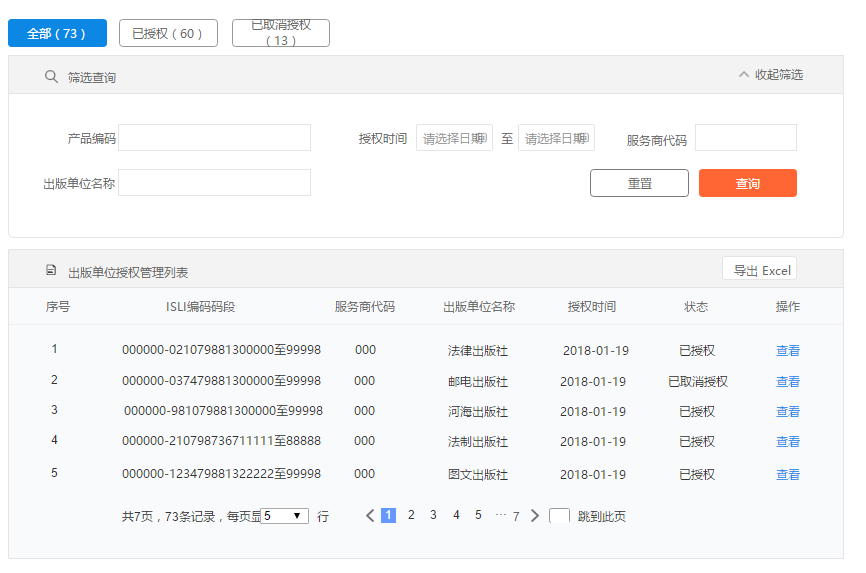 全部（73）
已授权（60）
已取消授权
（13）
筛选查询
收起筛选
产品编码
授权时间 请选择日期 至 请选择日期
服务商代码
出版单位名称
重置
查询
出版单位授权管理列表
导出 Excel
序号 ISLI编码码段 服务商代码 出版单位名称 授权时间 状态 操作
1 000000-021079881300000至99998 000 法律出版社 2018-01-19 已授权 查看
2 000000-037479881300000至99998 000 邮电出版社 2018-01-19 已取消授权 查看
3 000000-981079881300000至99998 000 河海出版社 2018-01-19 已授权 查看
4 000000-210798736711111至88888 000 法制出版社 2018-01-19 已授权 查看
5 000000-123479881322222至99998 000 图文出版社 2018-01-19 已授权 查看
共7页，73条记录，每页显 5 行
1 2 3 4 5 ··· 7 跳到此页